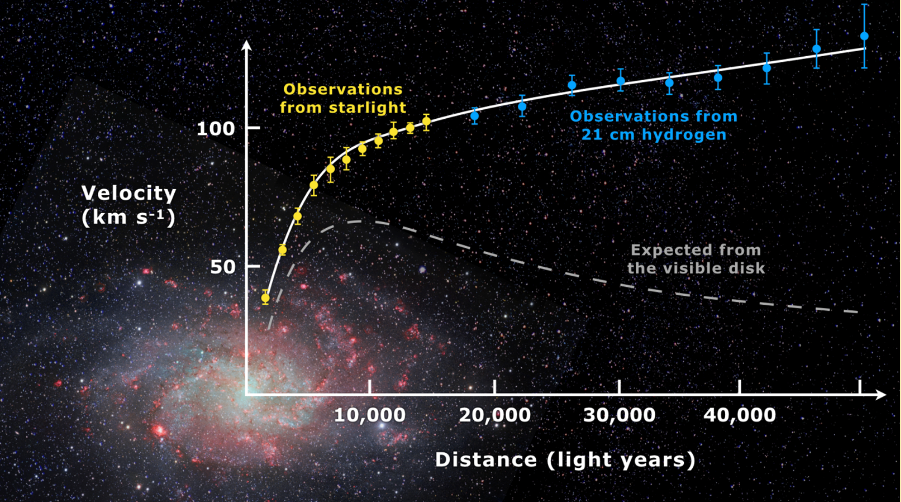 Observations
from starlight
100
Observations from
21 cm hydrogen
Velocity
(km s-1)
Expected from
the visible disk
50
10,000
20,000
30,000
40,000
Distance (light years)